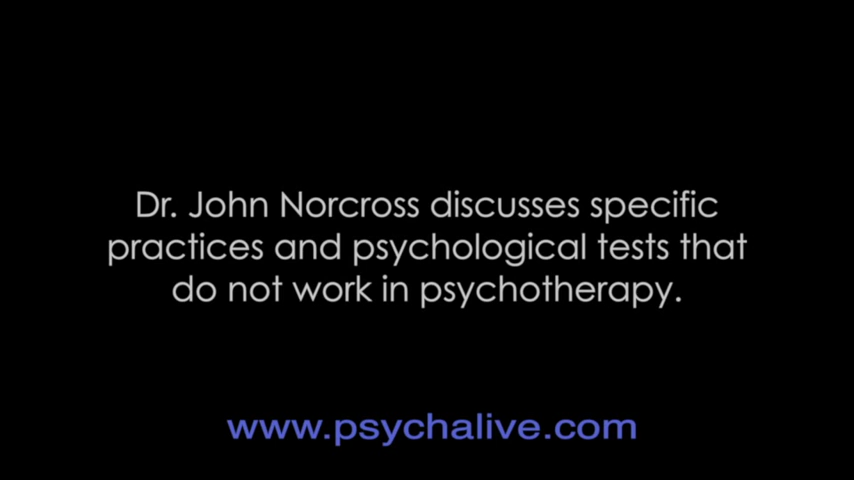 Dr. John Norcross discusses specific
practices and psychological tests that
do not work in psychotherapy.
www.psychalive.com